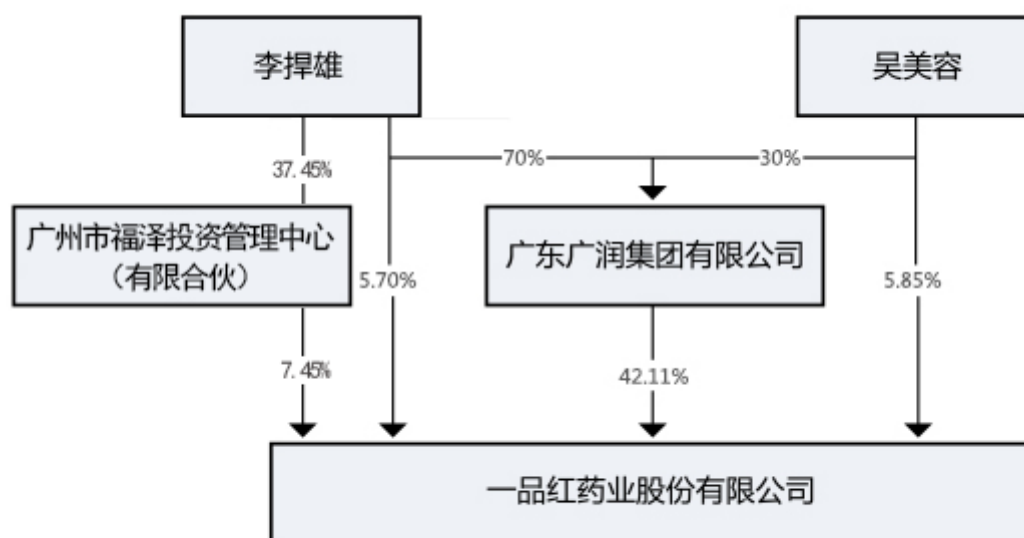 李捍雄
吴美容
70%
30%
37.45%
广州市福泽投资管理中心
（有限合伙）
广东广润集团有限公司
5.70%
5.85%
7.45%
42.11%
一品红药业股份有限公司